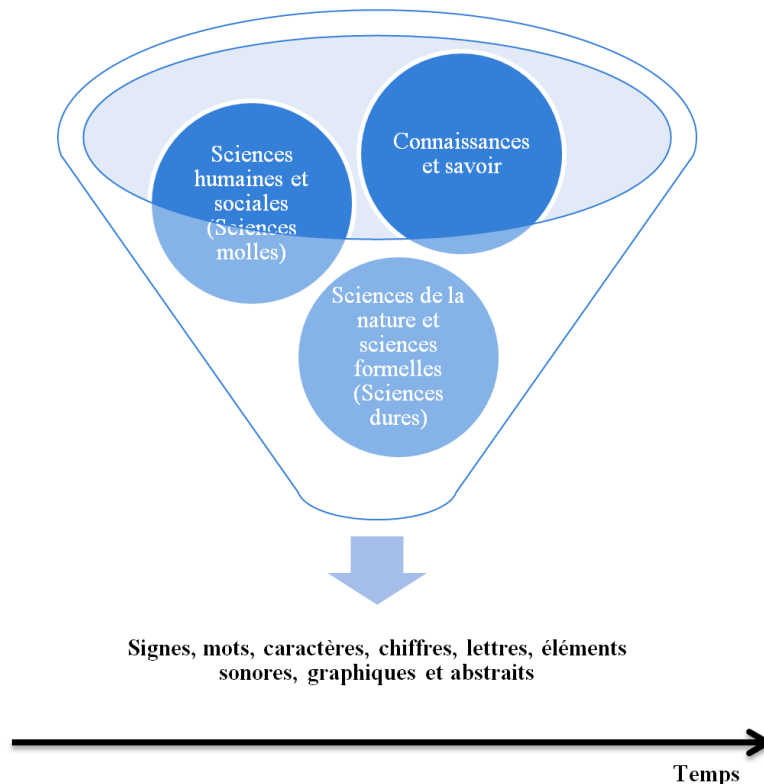 Sciences
humaines et
sociales
(Sciences
molles)
Connaissances
et savoir
Sciences de la
nature et
sciences
formelles
(Sciences
dures)
Signes, mots, caractères, chiffres, lettres, éléments
sonores, graphiques et abstraits
Temps